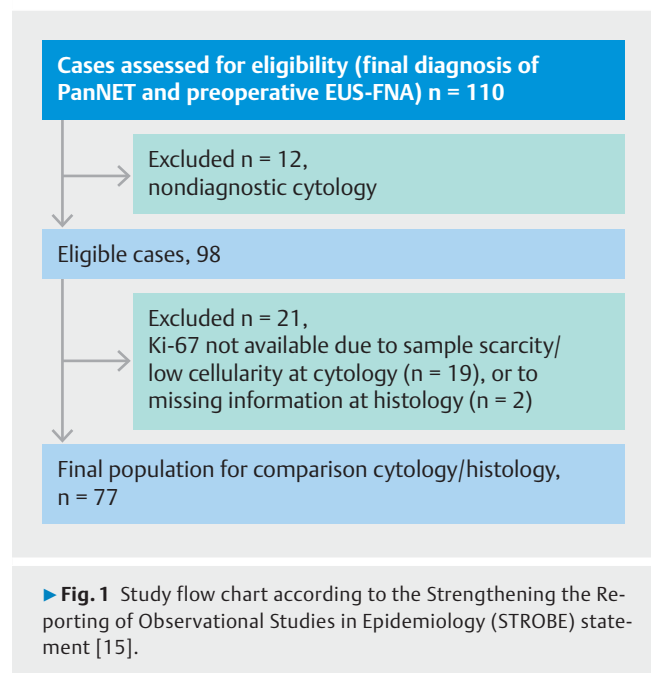 Cases assessed for eligibility (final diagnosis of
PanNET and preoperative EUS-FNA) n = 110
Excluded n = 12,
nondiagnostic cytology
Eligible cases, 98
Excluded n = 21,
Ki-67 not available due to sample scarcity/
low cellularity at cytology (n = 19), or to
missing information at histology (n = 2)
Final population for comparison cytology/histology,
n = 77
▶ Fig. 1 Study flow chart according to the Strengthening the Re-
porting of Observational Studies in Epidemiology (STROBE) state-
ment [15].